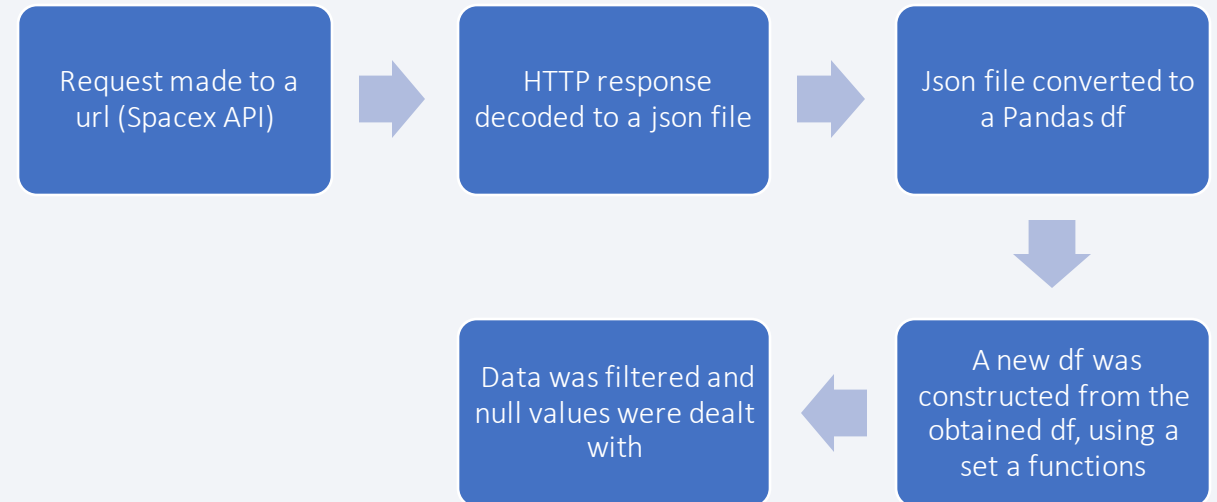 Request made to a
url (Spacex API)
HTTP response
decoded to a json file
Json file converted to
a Pandas df
A new df was
constructed from the
obtained df, using a
set a functions
Data was filtered and
null values were dealt
with